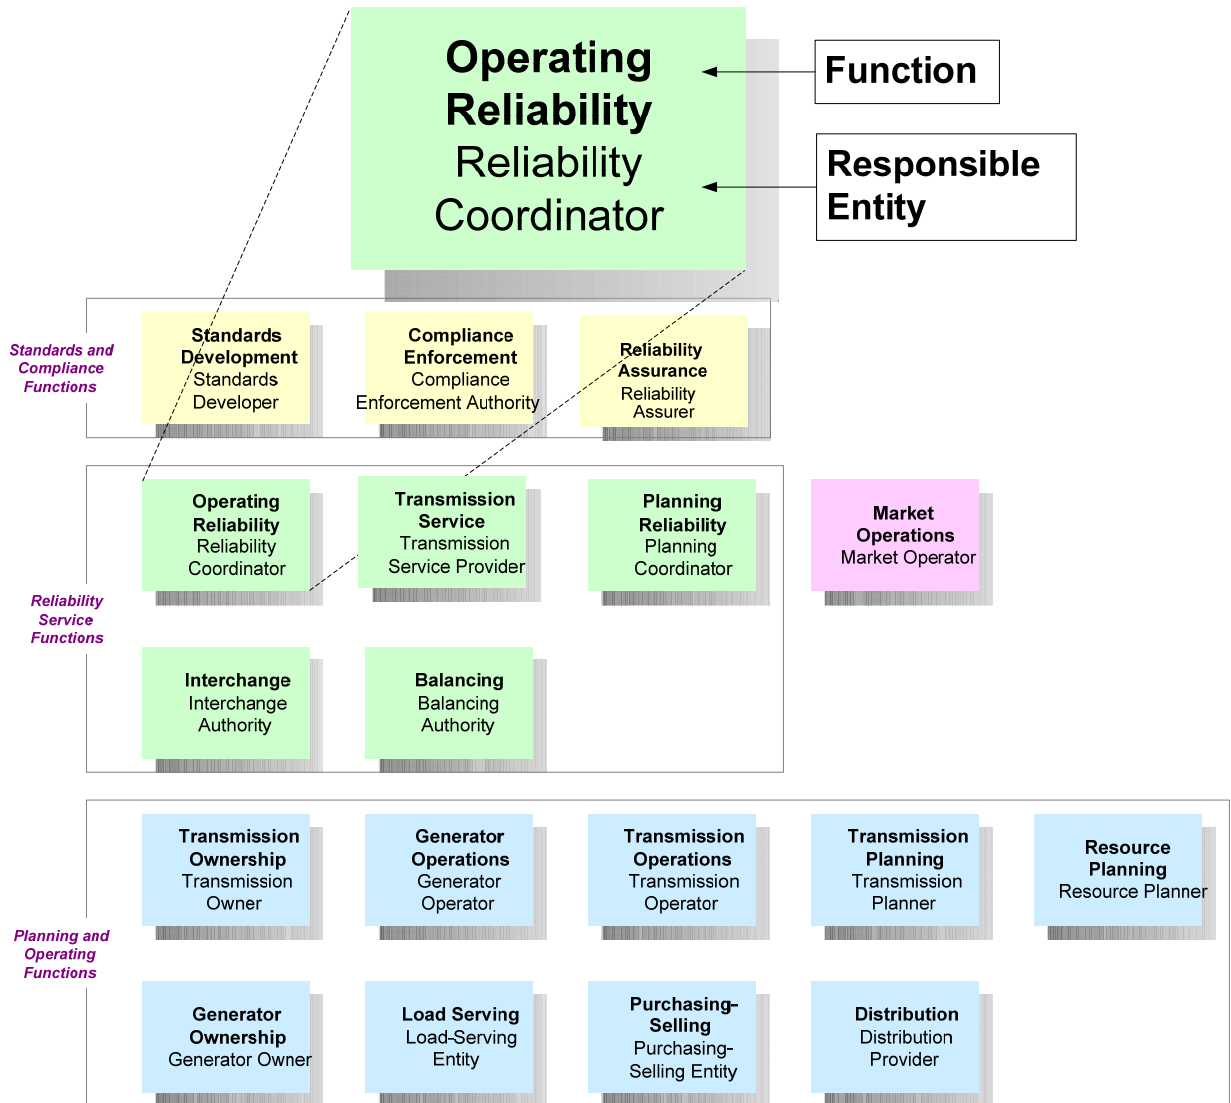 Operating
Reliability
Reliability
Coordinator
Function
Responsible
Entity
Standards and
Compliance
Functions
Standards
Development
Standards
Developer
Compliance
Enforcement
Compliance
Enforcement Authority
Reliability
Assurance
Reliability
Assurer
Reliability
Service
Functions
Operating
Reliability
Reliability
Coordinator
Transmission
Service
Transmission
Service Provider
Planning
Reliability
Planning
Coordinator
Market
Operations
Market Operator
Interchange
Interchange
Authority
Balancing
Balancing
Authority
Planning and
Operating
Functions
Transmission
Ownership
Transmission
Owner
Generator
Operations
Generator
Operator
Transmission
Operations
Transmission
Operator
Transmission
Planning
Transmission
Planner
Resource
Planning
Resource Planner
Generator
Ownership
Generator Owner
Load Serving
Load-Serving
Entity
Purchasing-
Selling
Purchasing-
Selling Entity
Distribution
Distribution
Provider